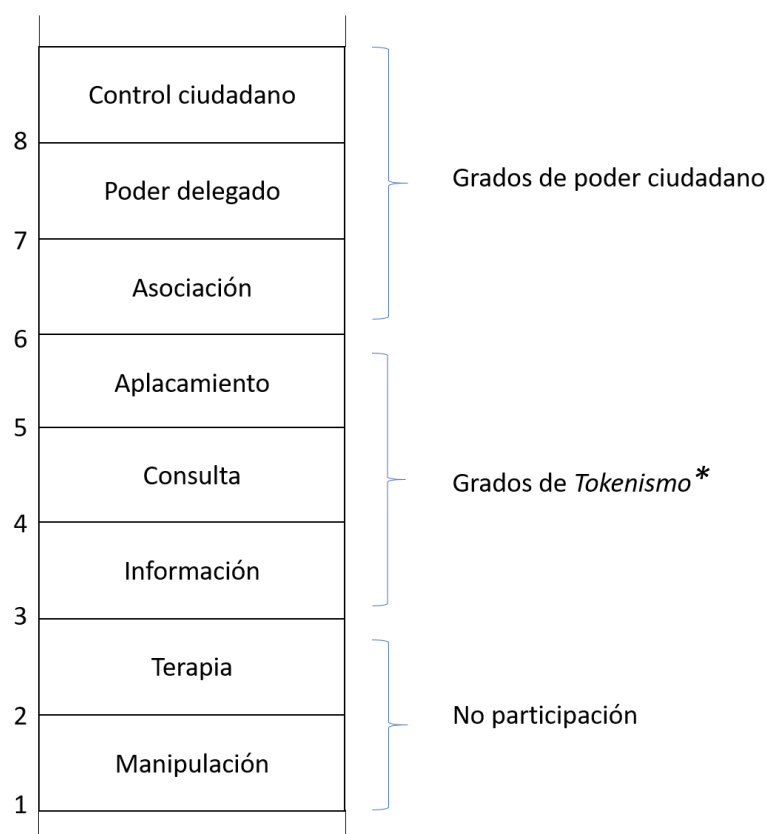 Control ciudadano
8
Poder delegado
Grados de poder ciudadano
7
Asociación
6
Aplacamiento
5
Consulta
Grados de Tokenismo*
4
Información
3
Terapia
2
No participación
Manipulación
1